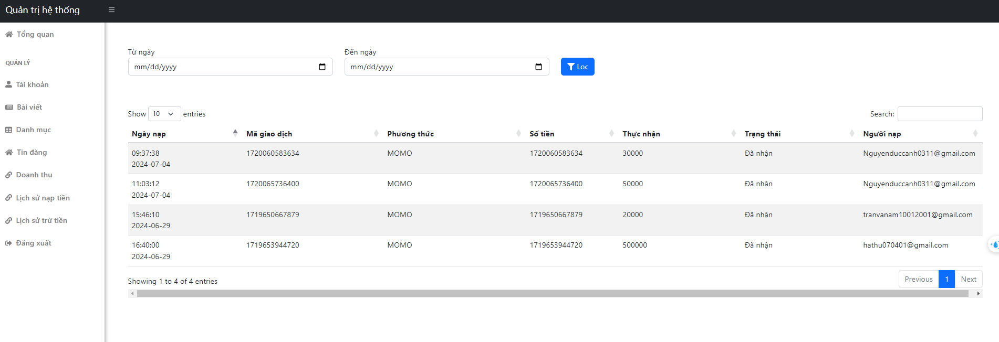 Quản trị hệ thống
Tổng quan
QUẢN LÝ
Tài khoản
Bài viết
Danh mục
Tin đăng
Doanh thu
Lịch sử nạp tiền
Lịch sử trừ tiền
Đăng xuất
Từ ngày Đến ngày
mm/dd/yyyy mm/dd/yyyy Lọc
Show 10 entries Search:
Ngày nạp Mã giao dịch Phương thức Số tiền Thực nhận Trạng thái Người nạp
09:37:38 1720060583634 MOMO 1720060583634 30000 Đã nhận Nguyenduccanh0311@gmail.com
2024-07-04
11:03:12 1720065736400 MOMO 1720065736400 50000 Đã nhận Nguyenduccanh0311@gmail.com
2024-07-04
15:46:10 1719650667879 MOMO 1719650667879 20000 Đã nhận tranvanam10012001@gmail.com
2024-06-29
16:40:00 1719653944720 MOMO 1719653944720 500000 Đã nhận hathu070401@gmail.com
2024-06-29
Showing 1 to 4 of 4 entries Previous 1 Next